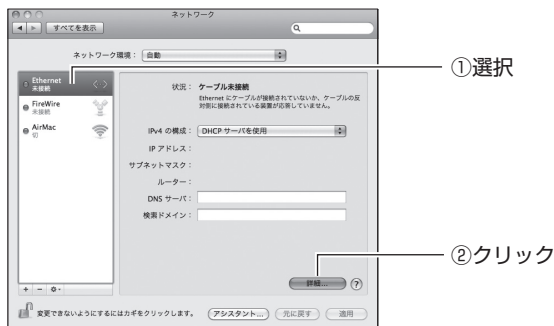 ネットワーク
すべてを表示
ネットワーク環境： 自動
Ethernet
未接続
FireWire
未接続
AirMac
切
状況： ケーブル未接続
Ethernet にケーブルが接続されていないか、ケーブルの反
対側に接続されている装置が応答していません。
IPv4 の構成： DHCP サーバを使用
IP アドレス：
サブネットマスク：
ルーター：
DNS サーバ：
検索ドメイン：
詳細...
?
+ −
変更できないようにするにはカギをクリックします。
アシスタント... 元に戻す 適用
①選択
②クリック